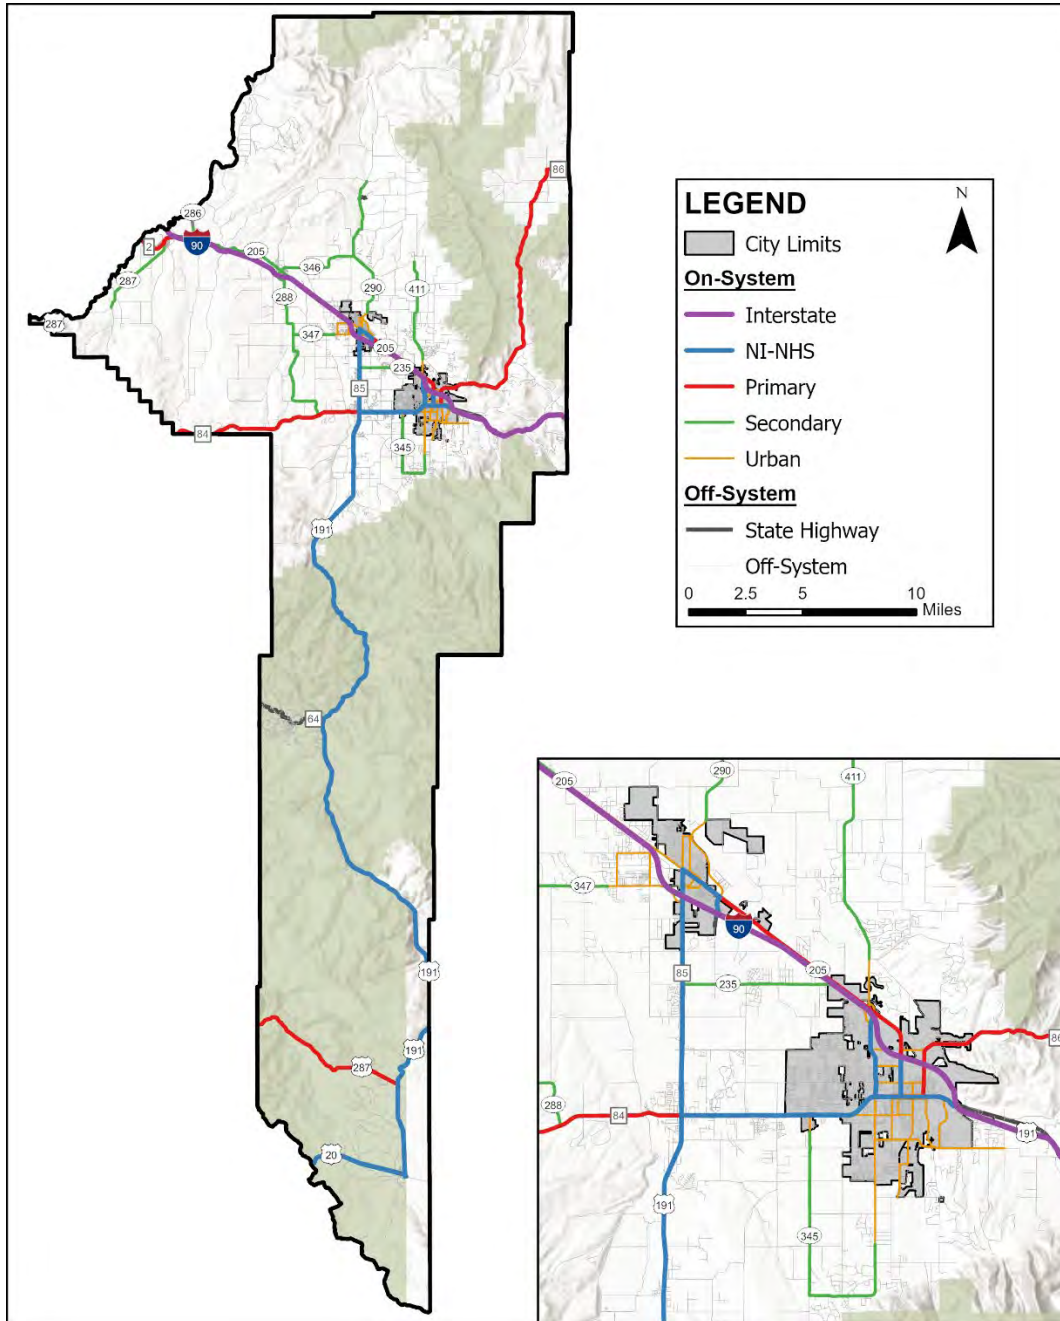 86
286
2
90
205
287
346
288
290
411
287
347
205
235
85
84
345
191
64
191
191
287
20
LEGEND
N
City Limits
On-System
Interstate
NI-NHS
Primary
Secondary
Urban
Off-System
State Highway
Off-System
0 2.5 5 10
Miles
290
411
205
347
90
85
205
235
86
288
84
191
191
345